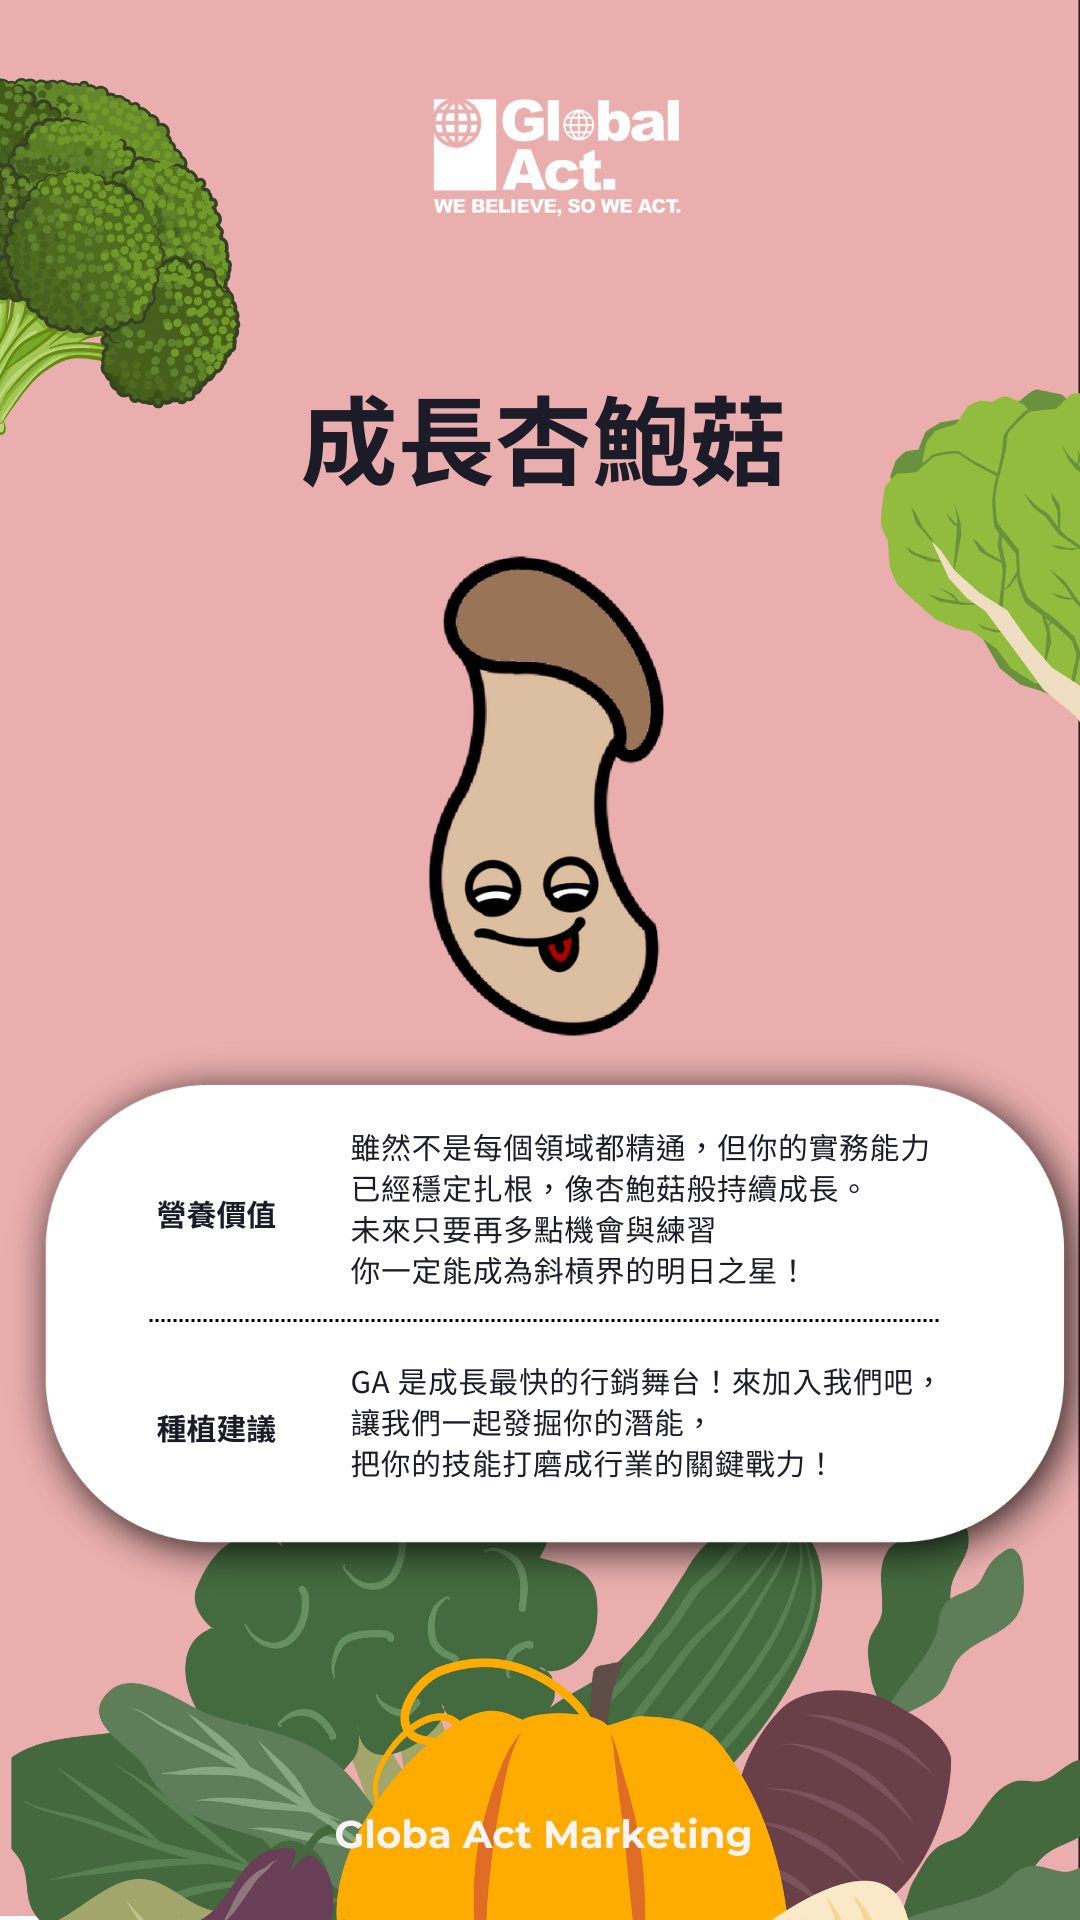 Global
Act.
WE BELIEVE, SO WE ACT.
成長杏鮑菇
營養價值
雖然不是每個領域都精通，但你的實務能力
已經穩定扎根，像杏鮑菇般持續成長。
未來只要再多點機會與練習
你一定能成為斜槓界的明日之星！
種植建議
GA 是成長最快的行銷舞台！來加入我們吧，
讓我們一起發掘你的潛能，
把你的技能打磨成行業的關鍵戰力！
Globa Act Marketing